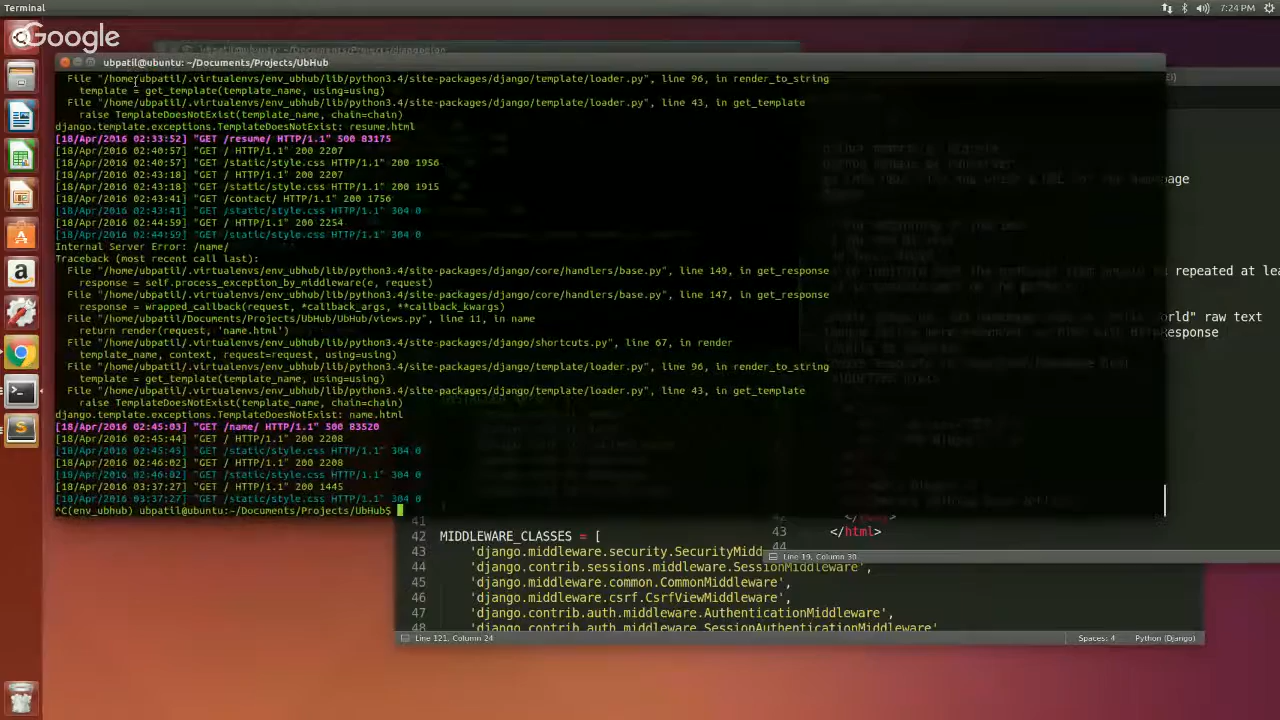 Terminal
7:24 PM
Google
ubpatil@ubuntu: ~/Documents/Projects/UbHub
File "/home/ubpatil/.virtualenvs/env_ubhub/lib/python3.4/site-packages/django/template/loader.py", line 96, in render_to_string
template = get_template(template_name, using=using)
File "/home/ubpatil/.virtualenvs/env_ubhub/lib/python3.4/site-packages/django/template/loader.py", line 43, in get_template
raise TemplateDoesNotExist(template_name, chain=chain)
django.template.exceptions.TemplateDoesNotExist: resume.html
[18/Apr/2016 02:33:52] "GET /resume/ HTTP/1.1" 500 83175
[18/Apr/2016 02:40:57] "GET / HTTP/1.1" 200 2207
[18/Apr/2016 02:40:57] "GET /static/style.css HTTP/1.1" 200 1956
[18/Apr/2016 02:43:18] "GET / HTTP/1.1" 200 2207
[18/Apr/2016 02:43:18] "GET /static/style.css HTTP/1.1" 200 1915
[18/Apr/2016 02:43:41] "GET /contact/ HTTP/1.1" 200 1756
[18/Apr/2016 02:43:41] "GET /static/style.css HTTP/1.1" 304 0
[18/Apr/2016 02:44:59] "GET / HTTP/1.1" 200 2254
[18/Apr/2016 02:44:59] "GET /static/style.css HTTP/1.1" 304 0
Internal Server Error: /name/
Traceback (most recent call last):
File "/home/ubpatil/.virtualenvs/env_ubhub/lib/python3.4/site-packages/django/core/handlers/base.py", line 149, in get_response
response = self.process_exception_by_middleware(e, request)
File "/home/ubpatil/.virtualenvs/env_ubhub/lib/python3.4/site-packages/django/core/handlers/base.py", line 147, in get_response
response = wrapped_callback(request, *callback_args, **callback_kwargs)
File "/home/ubpatil/Documents/Projects/UbHub/UbHub/views.py", line 11, in name
return render(request, 'name.html')
File "/home/ubpatil/.virtualenvs/env_ubhub/lib/python3.4/site-packages/django/shortcuts.py", line 67, in render
template_name, context, request=request, using=using)
File "/home/ubpatil/.virtualenvs/env_ubhub/lib/python3.4/site-packages/django/template/loader.py", line 96, in render_to_string
template = get_template(template_name, using=using)
File "/home/ubpatil/.virtualenvs/env_ubhub/lib/python3.4/site-packages/django/template/loader.py", line 43, in get_template
raise TemplateDoesNotExist(template_name, chain=chain)
django.template.exceptions.TemplateDoesNotExist: name.html
[18/Apr/2016 02:45:03] "GET /name/ HTTP/1.1" 500 83520
[18/Apr/2016 02:45:44] "GET / HTTP/1.1" 200 2208
[18/Apr/2016 02:45:45] "GET /static/style.css HTTP/1.1" 304 0
[18/Apr/2016 02:46:02] "GET / HTTP/1.1" 200 2208
[18/Apr/2016 02:46:02] "GET /static/style.css HTTP/1.1" 304 0
[18/Apr/2016 03:37:27] "GET / HTTP/1.1" 200 1445
[18/Apr/2016 03:37:27] "GET /static/style.css HTTP/1.1" 304 0
^C(env_ubhub) ubpatil@ubuntu:~/Documents/Projects/UbHub$
repeated at lea
orld" raw text
Response
41
42 MIDDLEWARE_CLASSES = [
43 'django.middleware.security.SecurityMidd
44 'django.contrib.sessions.middleware.SessionMiddleware',
45 'django.middleware.common.CommonMiddleware',
46 'django.middleware.csrf.CsrfViewMiddleware',
47 'django.contrib.auth.middleware.AuthenticationMiddleware',
48 'django.contrib.auth.middleware.SessionAuthenticationMiddleware'
43 </html>
44
Line 19, Column 30
Line 121, Column 24
Spaces: 4
Python (Django)